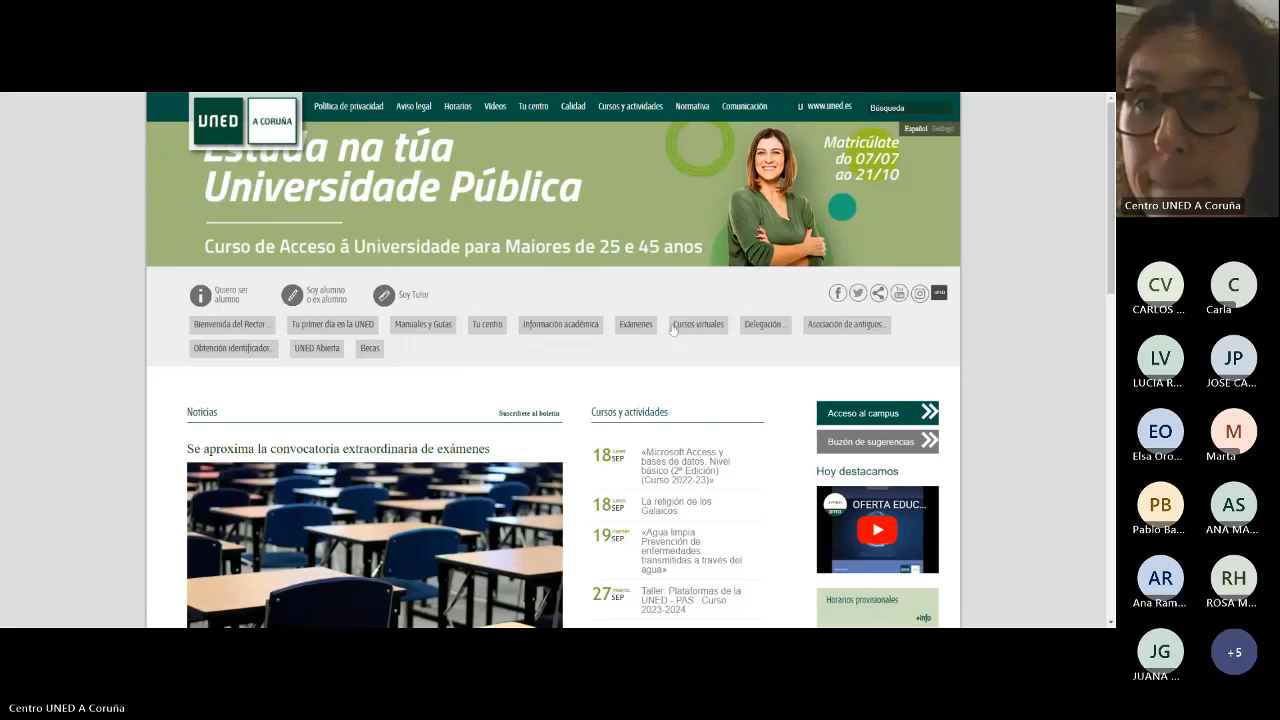 UNED
A CORUÑA
Política de privacidad
Aviso legal
Horarios
Vídeos
Tu centro
Calidad
Cursos y actividades
Normativa
Comunicación
U www.uned.es
Búsqueda
Español Gallego
Estuda na túa
Universidade Pública
Curso de Acceso á Universidade para Maiores de 25 e 45 anos
Matricúlate
do 07/07
ao 21/10
Quiero ser
alumno
Soy alumno
o ex alumno
Soy Tutor
You
UNED
Bienvenida del Rector ...
Tu primer día en la UNED
Manuales y Guías
Tu centro
Información académica
Exámenes
Cursos virtuales
Delegación ...
Asociación de antiguos...
Obtención identificador...
UNED Abierta
Becas
Noticias
Suscríbete al boletín
Se aproxima la convocatoria extraordinaria de exámenes
Cursos y actividades
18 lunes
SEP
«Microsoft Access y
bases de datos. Nivel
básico (2ª Edición)
(Curso 2022-23)»
18 lunes
SEP
La religión de los
Galaicos
19 martes
SEP
«Agua limpia
Prevención de
enfermedades
transmitidas a través del
agua»
27 miércoles
SEP
Taller: Plataformas de la
UNED - PAS . Curso
2023-2024
Acceso al campus
Buzón de sugerencias
Hoy destacamos
OFERTA EDUC...
Horarios provisionales
+info
Centro UNED A Coruña
CV
CARLOS ...
C
Carla
LV
LUCIA R...
JP
JOSE CA...
EO
Elsa Oro...
M
Marta
PB
Pablo Ba...
AS
ANA MA...
AR
Ana Ram...
RH
ROSA M...
JG
JUANA ...
+5
Centro UNED A Coruña